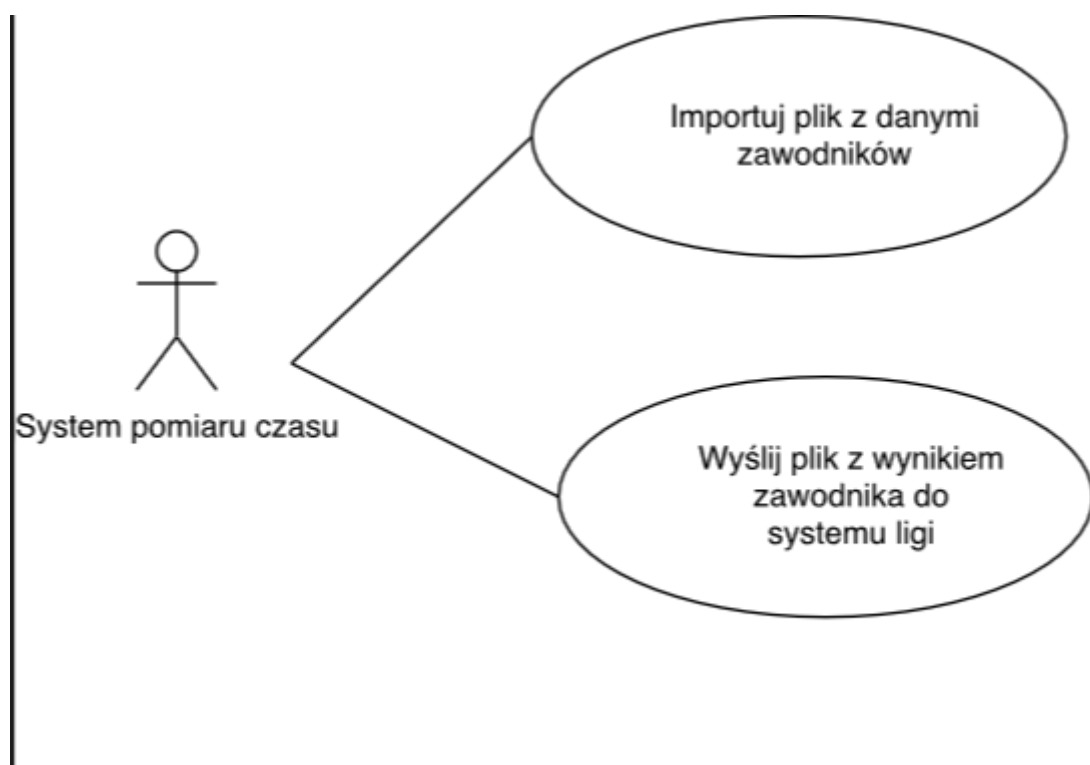 Importuj plik z danymi
zawodników
System pomiaru czasu
Wyślij plik z wynikiem
zawodnika do
systemu ligi